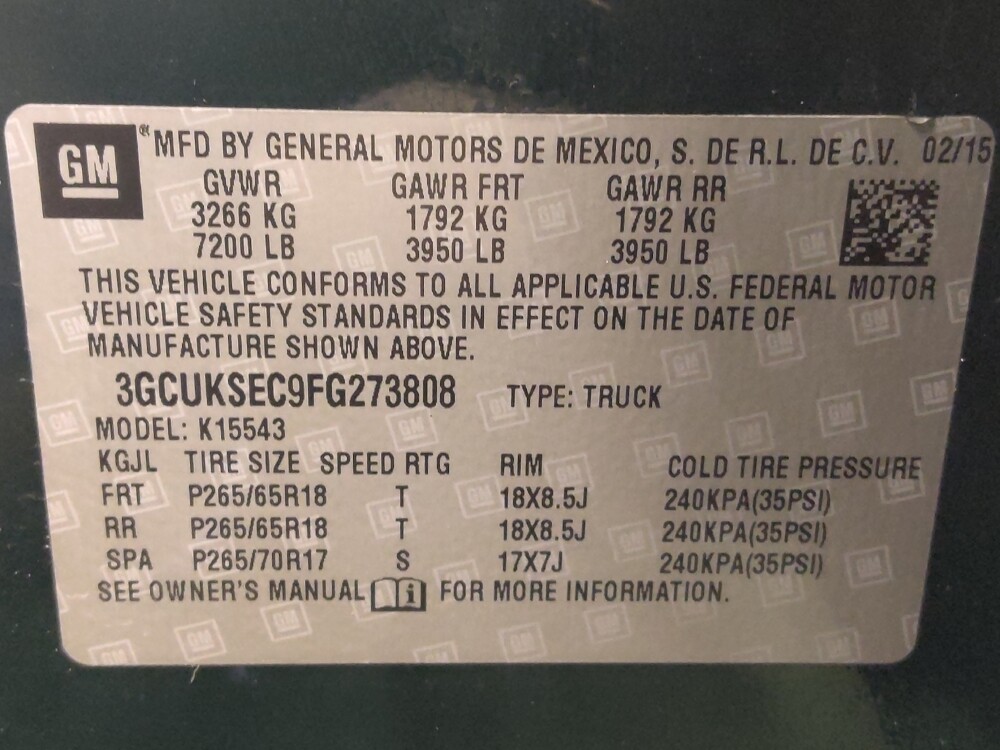 GM ® MFD BY GENERAL MOTORS DE MEXICO, S. DE R.L. DE C.V. 02/15
GVWR GAWR FRT GAWR RR
3266 KG 1792 KG 1792 KG
7200 LB 3950 LB 3950 LB
THIS VEHICLE CONFORMS TO ALL APPLICABLE U.S. FEDERAL MOTOR
VEHICLE SAFETY STANDARDS IN EFFECT ON THE DATE OF
MANUFACTURE SHOWN ABOVE.
3GCUKSEC9FG273808 TYPE: TRUCK
MODEL: K15543
KGJL TIRE SIZE SPEED RTG RIM COLD TIRE PRESSURE
FRT P265/65R18 T 18X8.5J 240KPA(35PSI)
RR P265/65R18 T 18X8.5J 240KPA(35PSI)
SPA P265/70R17 S 17X7J 240KPA(35PSI)
SEE OWNER'S MANUAL i FOR MORE INFORMATION.